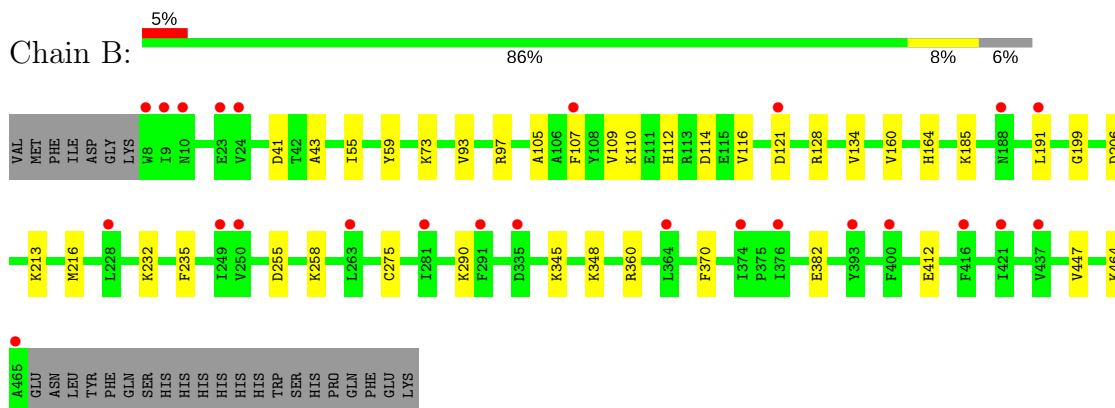 5%
Chain B:
86% 8% 6%
VAL MET PHE ILE ASP GLY LYS W8 I9 N10 E23 V24 D41 T42 A43 I55 Y59 K73 V93 R97 A105 A106 F107 Y108 V109 K110 E111 H112 R113 D114 E115 V116 D121 R128 V134 V160 H164 K185 N188 L191 G199 D206
K213 M216 L228 K232 F235 I249 V250 D255 K258 L263 C275 I281 K290 F291 D335 K345 K348 R360 L364 F370 I374 P375 I376 E382 Y393 F400 E412 F416 I421 V437 V447 K464
A465 GLU ASN LEU TYR PHE GLN SER HIS HIS HIS HIS HIS HIS TRP SER HIS PRO GLN PHE GLU LYS